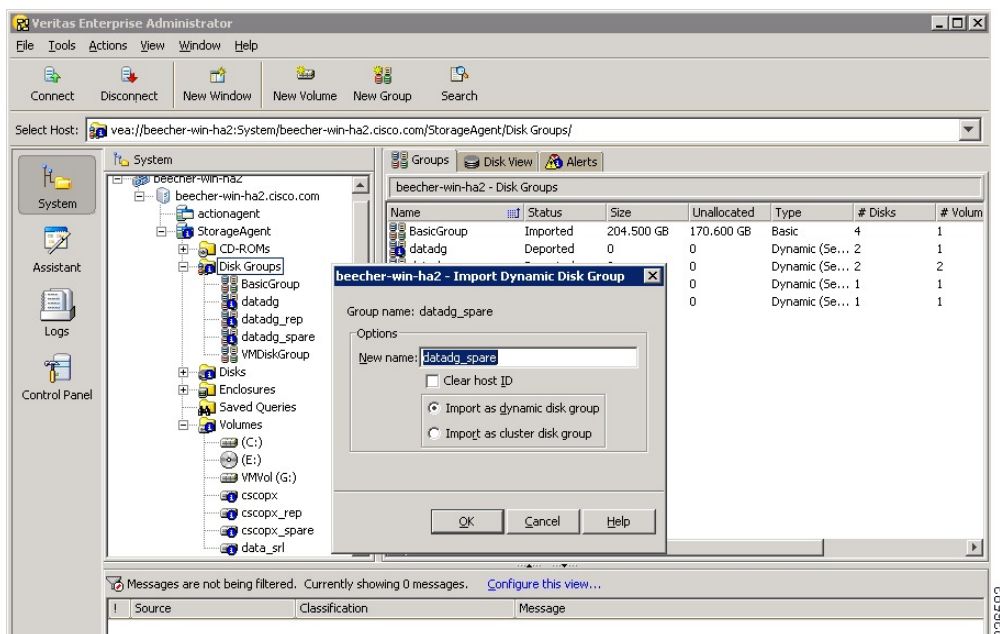 Veritas Enterprise Administrator
File Tools Actions View Window Help
Connect Disconnect New Window New Volume New Group Search
Select Host: vea://beecher-win-ha2:System/beecher-win-ha2.cisco.com/StorageAgent/Disk Groups/
System
Assistant
Logs
Control Panel
System
beecher-win-ha2
beecher-win-ha2.cisco.com
actionagent
StorageAgent
CD-ROMs
Disk Groups
BasicGroup
datadg
datadg_rep
datadg_spare
VMDiskGroup
Disks
Enclosures
Saved Queries
Volumes
(C:)
(E:)
VMVol (G:)
cscopx
cscopx_rep
cscopx_spare
data_srl
Groups Disk View Alerts
beecher-win-ha2 - Disk Groups
Name Status Size Unallocated Type # Disks # Volum
BasicGroup Imported 204.500 GB 170.600 GB Basic 4 1
datadg Deported 0 0 Dynamic (Se... 2 1
0 Dynamic (Se... 2 2
0 Dynamic (Se... 1 1
0 Dynamic (Se... 1 1
beecher-win-ha2 - Import Dynamic Disk Group
Group name: datadg_spare
Options
New name: datadg_spare
Clear host ID
Import as dynamic disk group
Import as cluster disk group
OK Cancel Help
Messages are not being filtered. Currently showing 0 messages. Configure this view...
! Source Classification Message